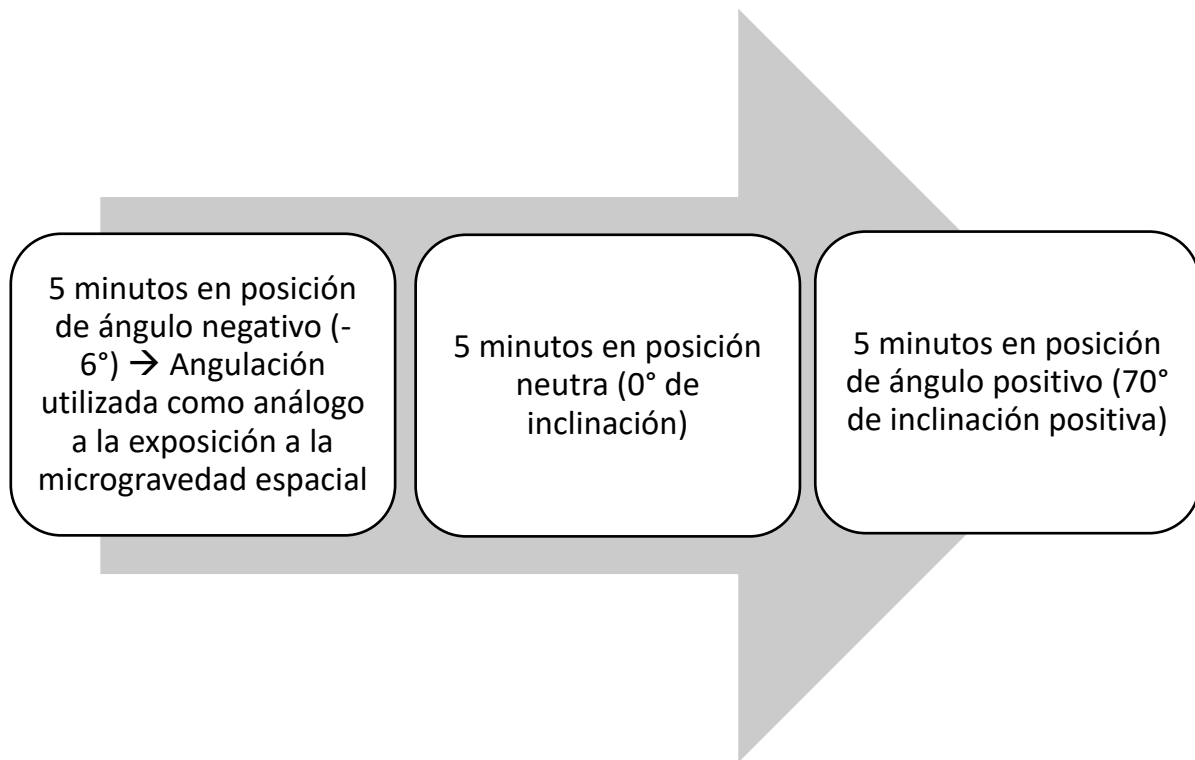 5 minutos en posición
de ángulo negativo (-
6°) → Angulación
utilizada como análogo
a la exposición a la
microgravedad espacial
5 minutos en posición
neutra (0° de
inclinación)
5 minutos en posición
de ángulo positivo (70°
de inclinación positiva)